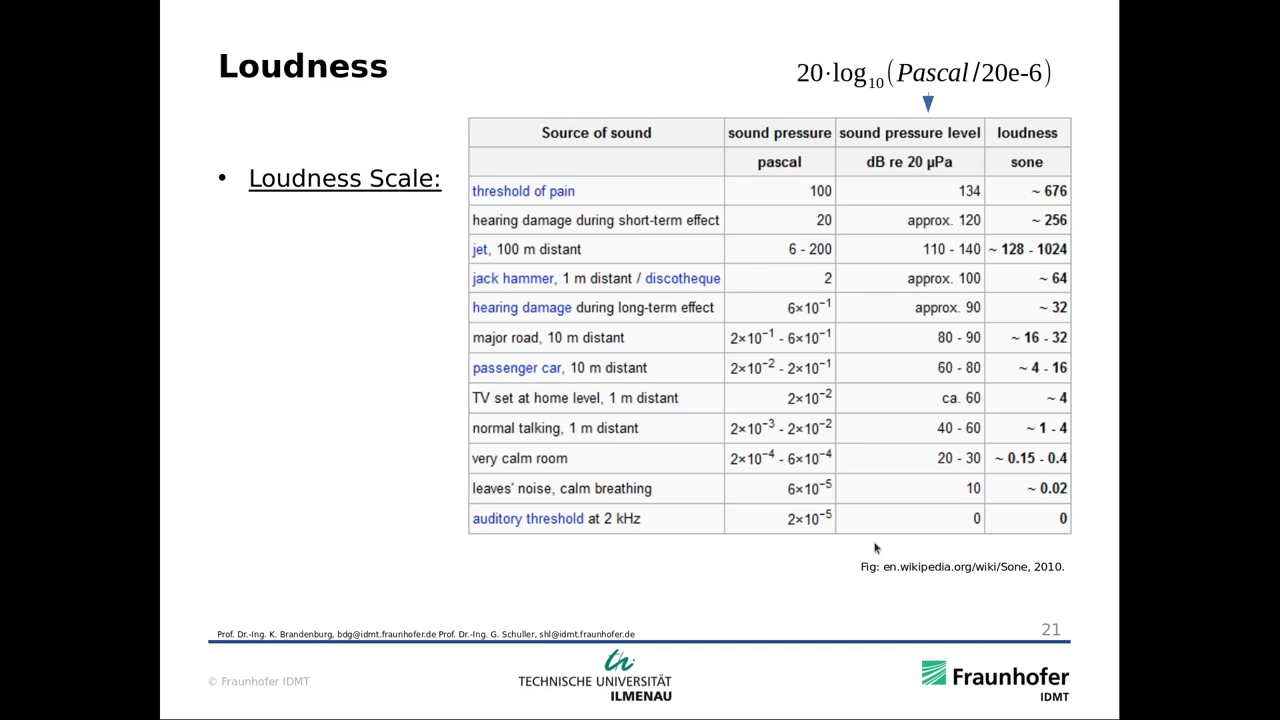 Loudness
20·log₁₀(Pascal/20e-6)
• Loudness Scale:
Source of sound sound pressure sound pressure level loudness
pascal dB re 20 µPa sone
threshold of pain 100 134 ~ 676
hearing damage during short-term effect 20 approx. 120 ~ 256
jet, 100 m distant 6 - 200 110 - 140 ~ 128 - 1024
jack hammer, 1 m distant / discotheque 2 approx. 100 ~ 64
hearing damage during long-term effect 6×10⁻¹ approx. 90 ~ 32
major road, 10 m distant 2×10⁻¹ - 6×10⁻¹ 80 - 90 ~ 16 - 32
passenger car, 10 m distant 2×10⁻² - 2×10⁻¹ 60 - 80 ~ 4 - 16
TV set at home level, 1 m distant 2×10⁻² ca. 60 ~ 4
normal talking, 1 m distant 2×10⁻³ - 2×10⁻² 40 - 60 ~ 1 - 4
very calm room 2×10⁻⁴ - 6×10⁻⁴ 20 - 30 ~ 0.15 - 0.4
leaves' noise, calm breathing 6×10⁻⁵ 10 ~ 0.02
auditory threshold at 2 kHz 2×10⁻⁵ 0 0
Fig: en.wikipedia.org/wiki/Sone, 2010.
Prof. Dr.-Ing. K. Brandenburg, bdg@idmt.fraunhofer.de Prof. Dr.-Ing. G. Schuller, shl@idmt.fraunhofer.de
21
© Fraunhofer IDMT
th
TECHNISCHE UNIVERSITÄT
ILMENAU
Fraunhofer
IDMT